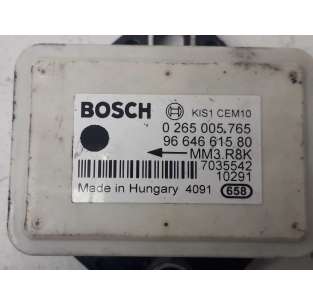 BOSCH KIS1 CEM10
0 265 005.765
96 646 615 80
MM3.R8K
7035542
10291
Made in Hungary 4091 658